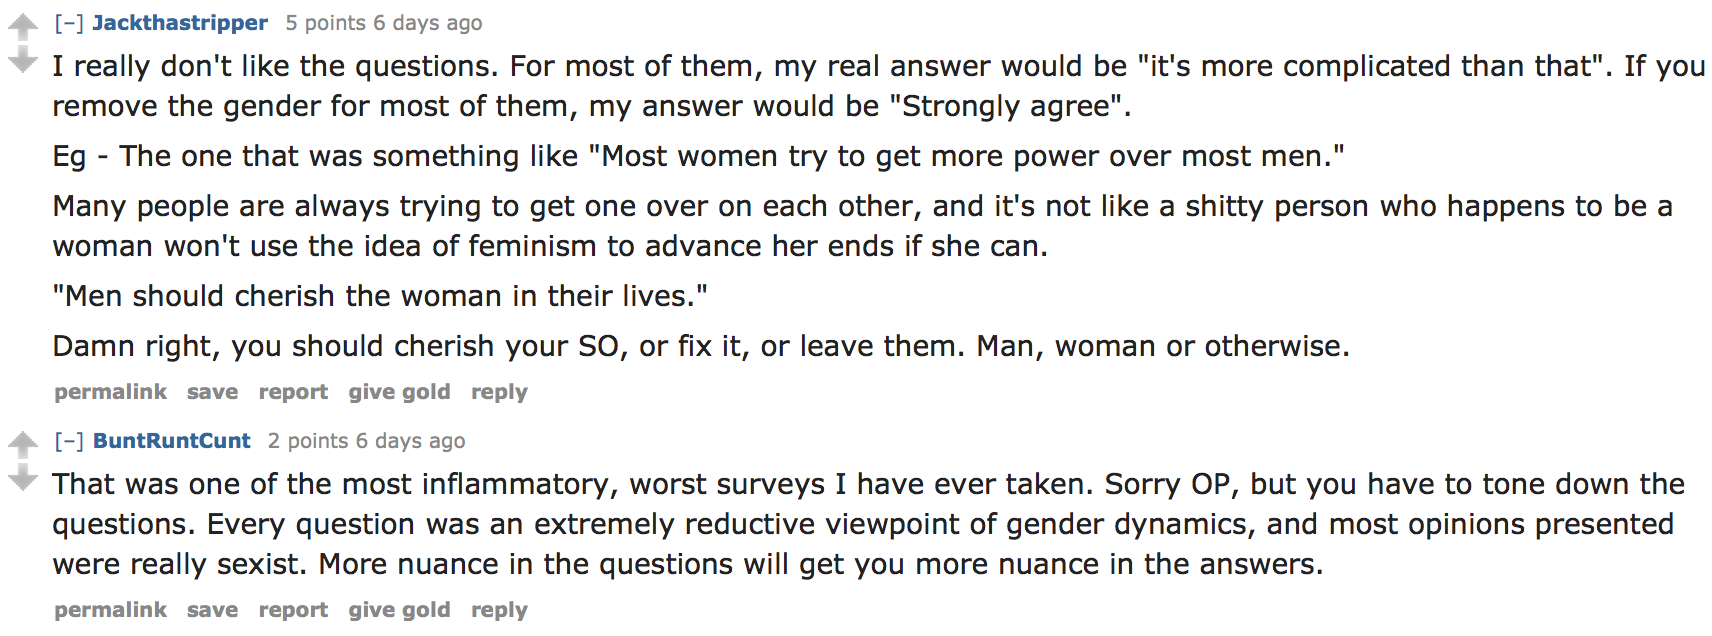 [–] Jackthastripper 5 points 6 days ago
I really don't like the questions. For most of them, my real answer would be "it's more complicated than that". If you
remove the gender for most of them, my answer would be "Strongly agree".
Eg - The one that was something like "Most women try to get more power over most men."
Many people are always trying to get one over on each other, and it's not like a shitty person who happens to be a
woman won't use the idea of feminism to advance her ends if she can.
"Men should cherish the woman in their lives."
Damn right, you should cherish your SO, or fix it, or leave them. Man, woman or otherwise.
permalink save report give gold reply
[–] BuntRuntCunt 2 points 6 days ago
That was one of the most inflammatory, worst surveys I have ever taken. Sorry OP, but you have to tone down the
questions. Every question was an extremely reductive viewpoint of gender dynamics, and most opinions presented
were really sexist. More nuance in the questions will get you more nuance in the answers.
permalink save report give gold reply